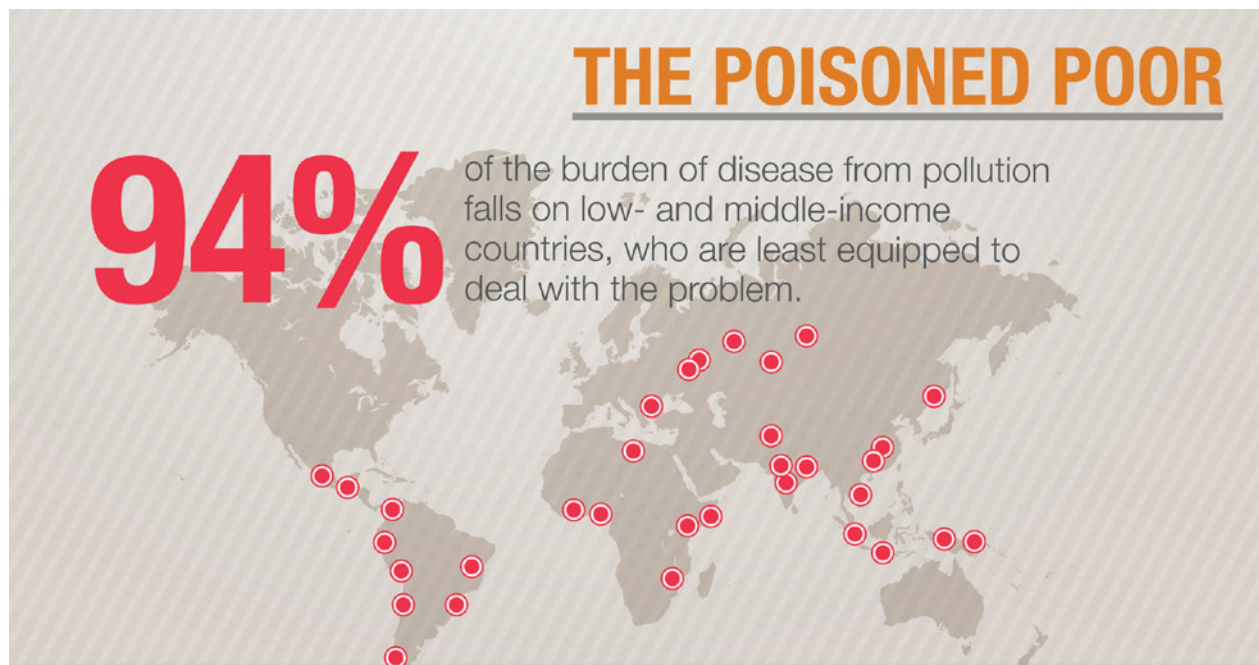 THE POISONED POOR
94%
of the burden of disease from pollution
falls on low- and middle-income
countries, who are least equipped to
deal with the problem.